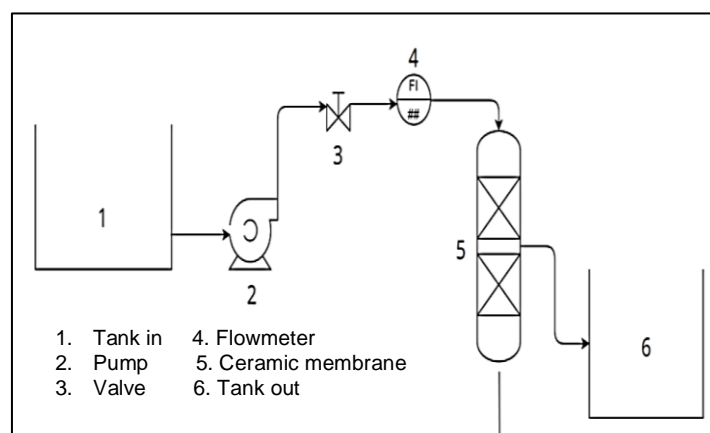 4
FI
##
3
1
5
2
6
1. Tank in 4. Flowmeter
2. Pump 5. Ceramic membrane
3. Valve 6. Tank out